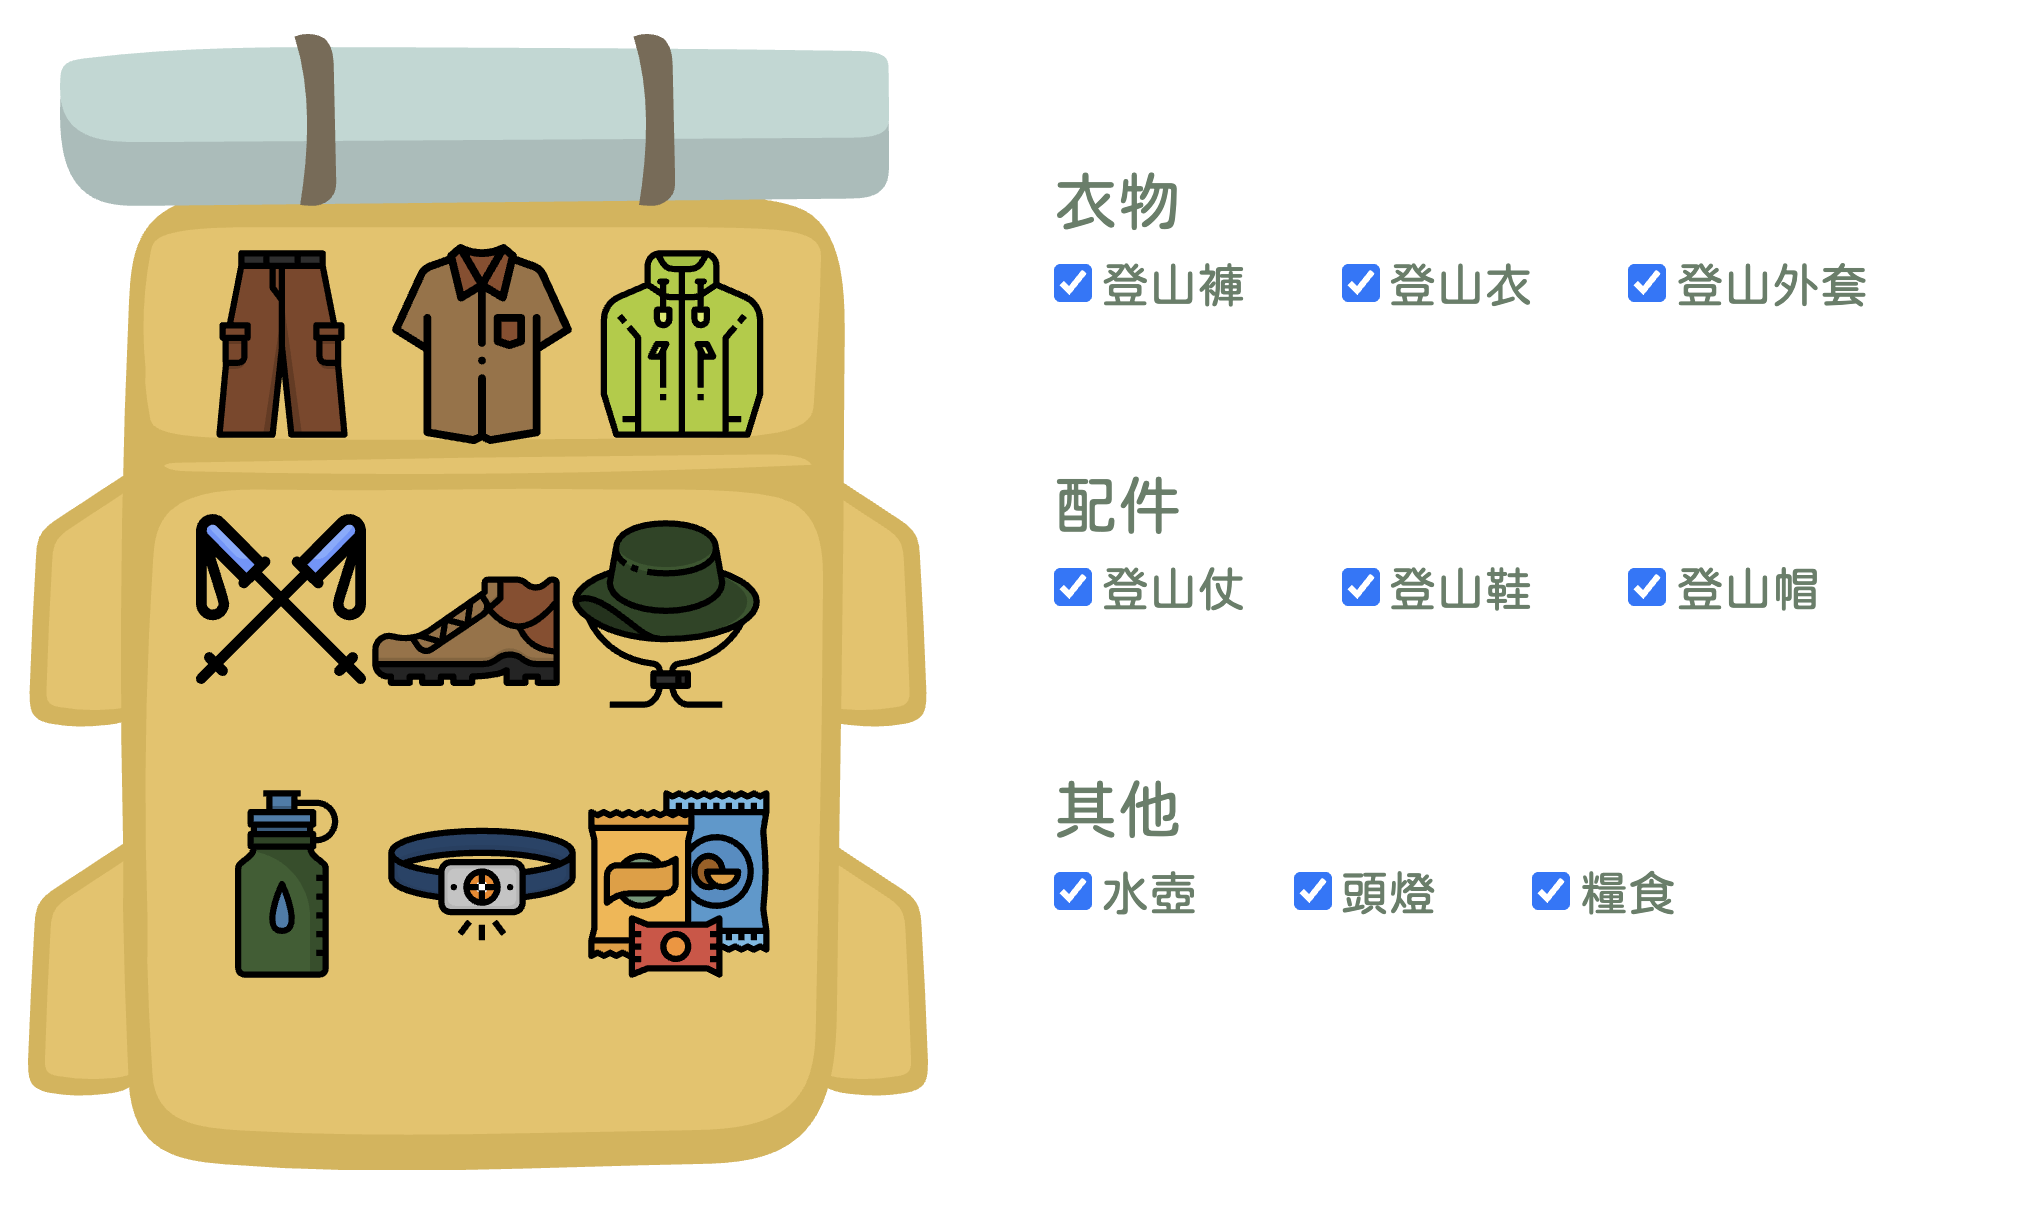 衣物
登山褲 登山衣 登山外套
配件
登山仗 登山鞋 登山帽
其他
水壺 頭燈 糧食